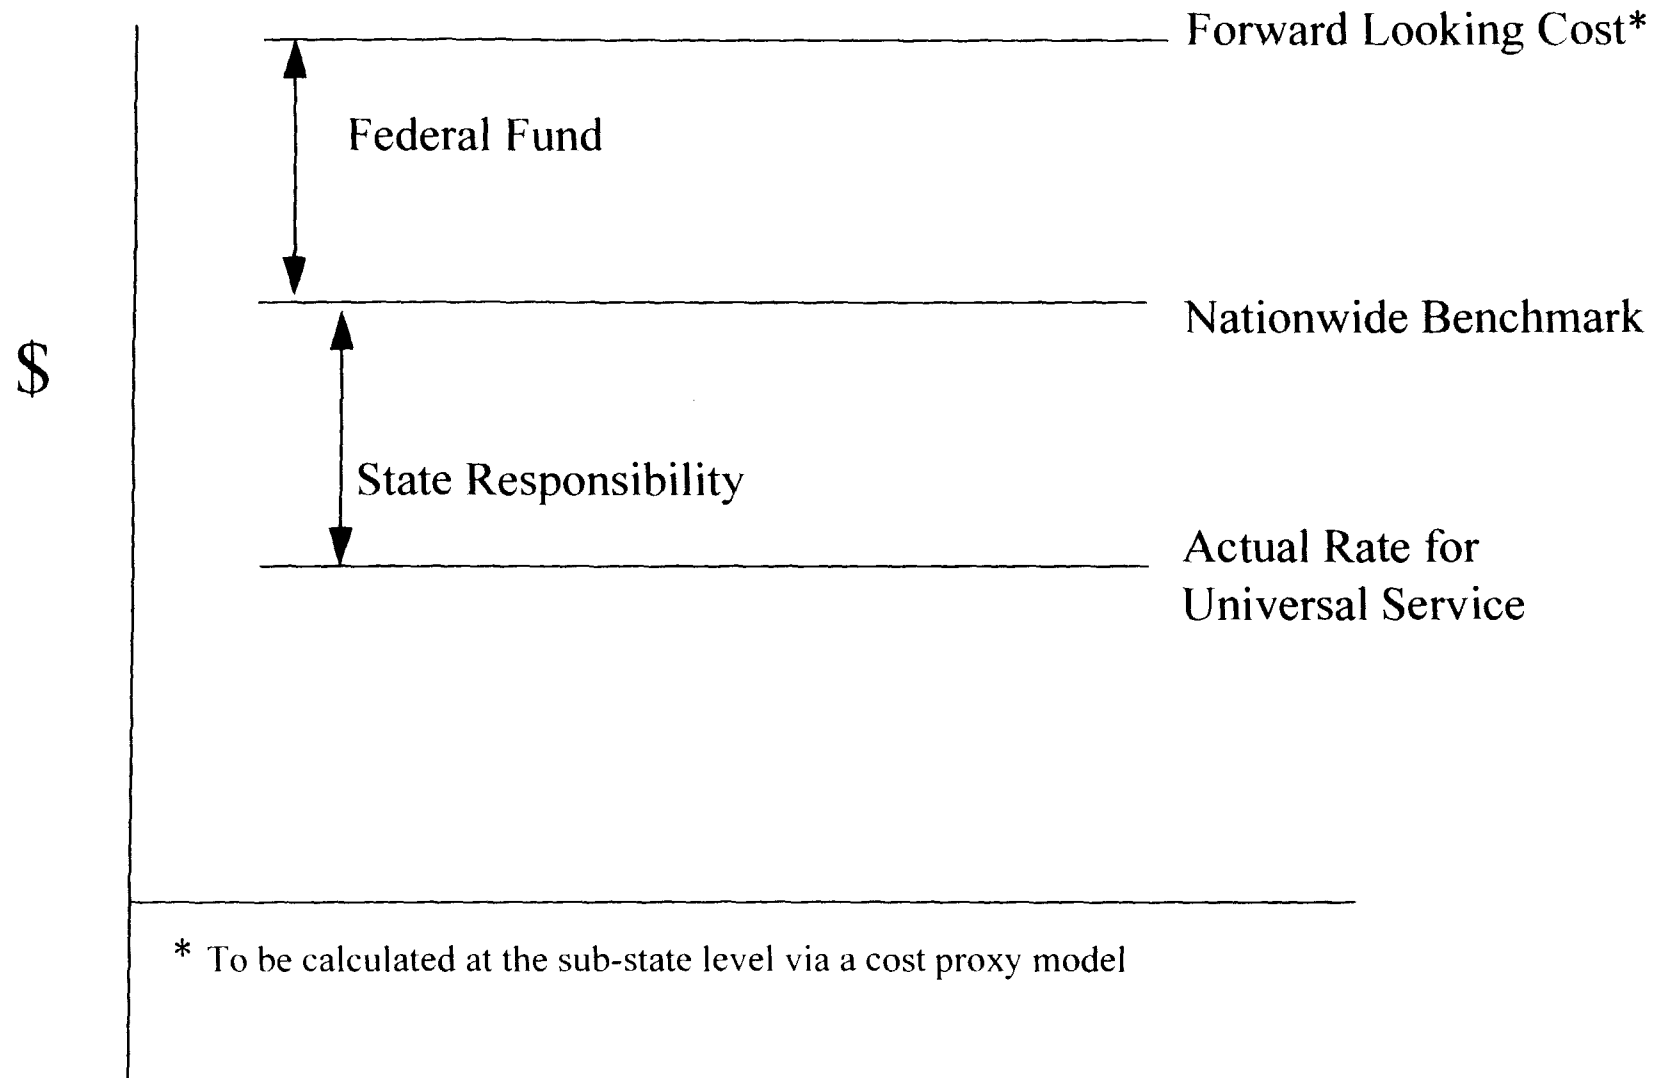 Forward Looking Cost*
Federal Fund
Nationwide Benchmark
$
State Responsibility
Actual Rate for
Universal Service
* To be calculated at the sub-state level via a cost proxy model